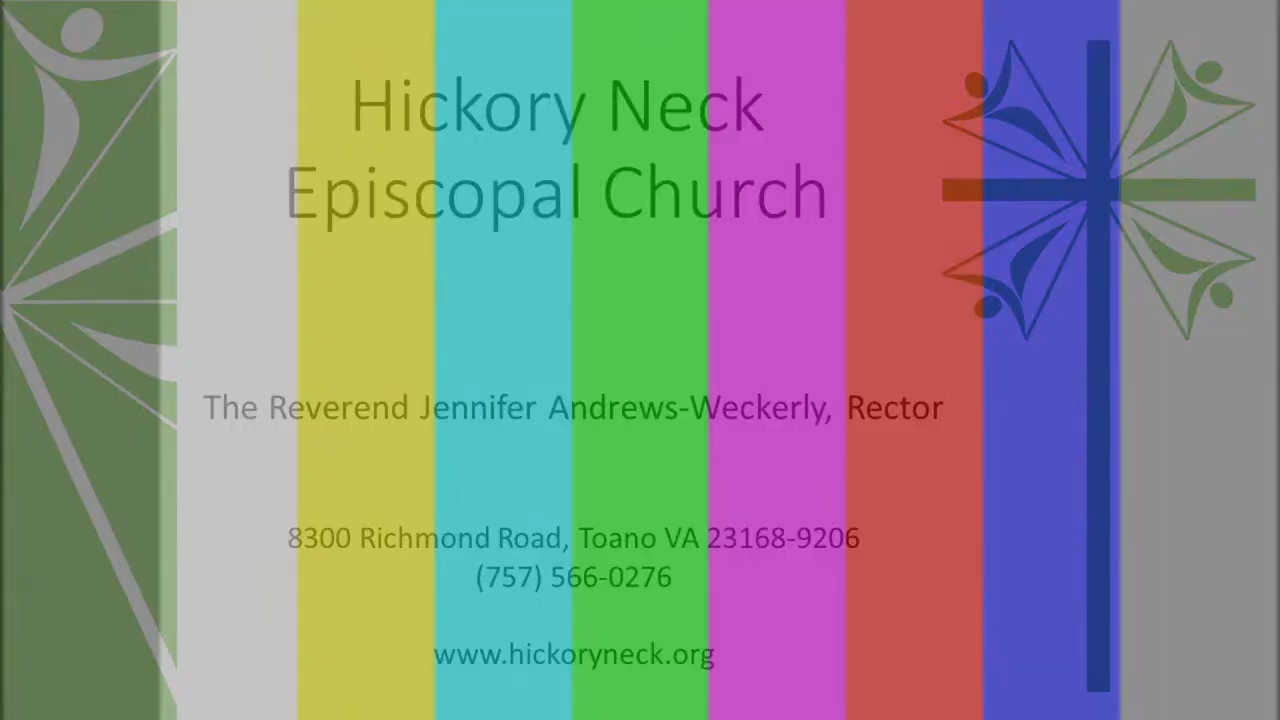 Hickory Neck
Episcopal Church
The Reverend Jennifer Andrews-Weckerly, Rector
8300 Richmond Road, Toano VA 23168-9206
(757) 566-0276
www.hickoryneck.org